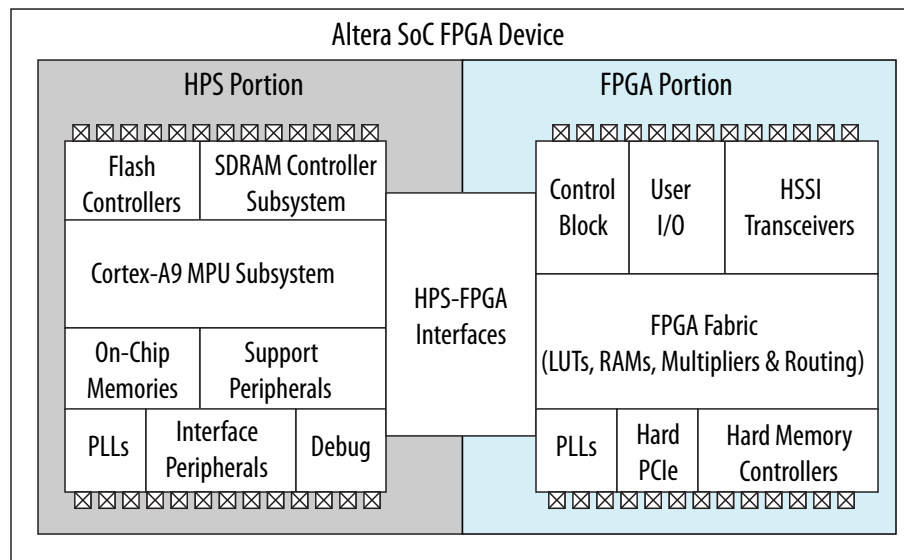 Altera SoC FPGA Device
HPS Portion
FPGA Portion
Flash
Controllers
SDRAM Controller
Subsystem
Cortex-A9 MPU Subsystem
On-Chip
Memories
Support
Peripherals
PLLs
Interface
Peripherals
Debug
HPS-FPGA
Interfaces
Control
Block
User
I/O
HSSI
Transceivers
FPGA Fabric
(LUTs, RAMs, Multipliers & Routing)
PLLs
Hard
PCIe
Hard Memory
Controllers